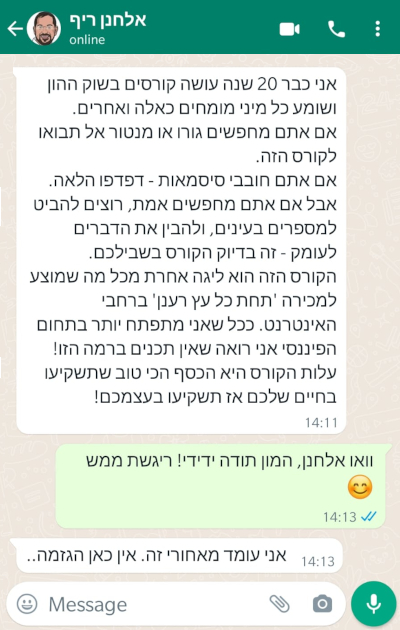 אלחנן ריף
online
אני כבר 20 שנה עושה קורסים בשוק ההון
ושומע כל מיני מומחים כאלה ואחרים.
אם אתם מחפשים גורו או מנטור אל תבואו
לקורס הזה.
אם אתם חובבי סיסמאות - דפדפו הלאה.
אבל אם אתם מחפשים אמת, רוצים להביט
למספרים בעינים, ולהבין את הדברים
לעומק - זה בדיוק הקורס בשבילכם.
הקורס הזה הוא ליגה אחרת מכל מה שמוצע
למכירה 'תחת כל עץ רענן' ברחבי
האינטרנט. ככל שאני מתפתח יותר בתחום
הפיננסי אני רואה שאין תכנים ברמה הזו!
עלות הקורס היא הכסף הכי טוב שתשקיעו
בחיים שלכם אז תשקיעו בעצמכם!
14:11
וואו אלחנן, המון תודה ידידי! ריגשת ממש
😊
14:13
אני עומד מאחורי זה. אין כאן הגזמה..
14:13
Message